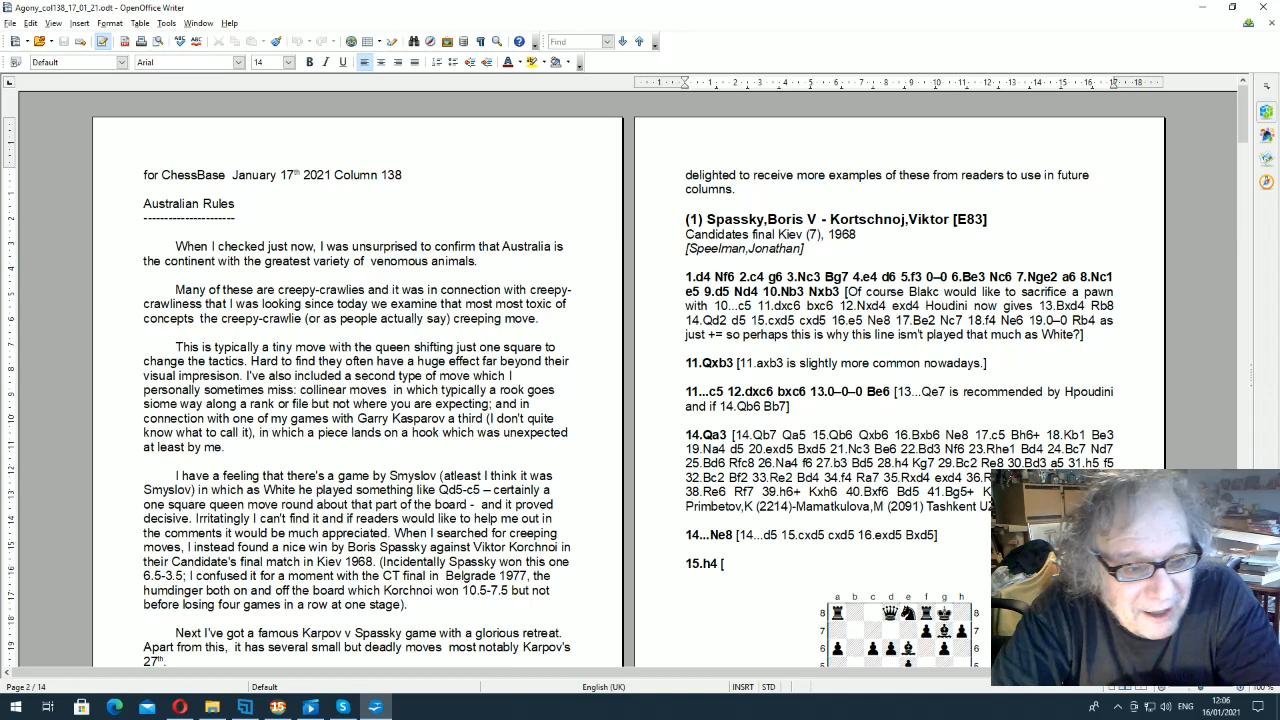 Agony_col138_17_01_21.odt - OpenOffice Writer
File Edit View Insert Format Table Tools Window Help
Find
Default Arial 14
for ChessBase January 17th 2021 Column 138
Australian Rules
----------------------
When I checked just now, I was unsurprised to confirm that Australia is
the continent with the greatest variety of venomous animals.
Many of these are creepy-crawlies and it was in connection with creepy-
crawliness that I was looking since today we examine that most most toxic of
concepts the creepy-crawlie (or as people actually say) creeping move.
This is typically a tiny move with the queen shifting just one square to
change the tactics. Hard to find they often have a huge effect far beyond their
visual impresison. I've also included a second type of move which I
personally sometimes miss: collinear moves in which typically a rook goes
siome way along a rank or file but not where you are expecting; and in
connection with one of my games with Garry Kasparov a third (I don't quite
know what to call it), in which a piece lands on a hook which was unexpected
at least by me.
I have a feeling that there's a game by Smyslov (atleast I think it was
Smyslov) in which as White he played something like Qd5-c5 – certainly a
one square queen move round about that part of the board - and it proved
decisive. Irritatingly I can't find it and if readers would like to help me out in
the comments it would be much appreciated. When I searched for creeping
moves, I instead found a nice win by Boris Spassky against Viktor Korchnoi in
their Candidate's final match in Kiev 1968. (Incidentally Spassky won this one
6.5-3.5; I confused it for a moment with the CT final in Belgrade 1977, the
humdinger both on and off the board which Korchnoi won 10.5-7.5 but not
before losing four games in a row at one stage).
Next I've got a famous Karpov v Spassky game with a glorious retreat.
Apart from this, it has several small but deadly moves most notably Karpov's
27th.
delighted to receive more examples of these from readers to use in future
columns.
(1) Spassky,Boris V - Kortschnoj,Viktor [E83]
Candidates final Kiev (7), 1968
[Speelman,Jonathan]
1.d4 Nf6 2.c4 g6 3.Nc3 Bg7 4.e4 d6 5.f3 0–0 6.Be3 Nc6 7.Nge2 a6 8.Nc1
e5 9.d5 Nd4 10.Nb3 Nxb3 [Of course Blakc would like to sacrifice a pawn
with 10...c5 11.dxc6 bxc6 12.Nxd4 exd4 Houdini now gives 13.Bxd4 Rb8
14.Qd2 d5 15.cxd5 cxd5 16.e5 Ne8 17.Be2 Nc7 18.f4 Ne6 19.0–0 Rb4 as
just += so perhaps this is why this line isn't played that much as White?]
11.Qxb3 [11.axb3 is slightly more common nowadays.]
11...c5 12.dxc6 bxc6 13.0–0–0 Be6 [13...Qe7 is recommended by Hpoudini
and if 14.Qb6 Bb7]
14.Qa3 [14.Qb7 Qa5 15.Qb6 Qxb6 16.Bxb6 Ne8 17.c5 Bh6+ 18.Kb1 Be3
19.Na4 d5 20.exd5 Bxd5 21.Nc3 Be6 22.Bd3 Nf6 23.Rhe1 Bd4 24.Bc7 Nd7
25.Bd6 Rfc8 26.Na4 f6 27.b3 Bd5 28.h4 Kg7 29.Bc2 Re8 30.Bd3 a5 31.h5 f5
32.Bc2 Bf2 33.Re2 Bd4 34.f4 Ra7 35.Rxd4 exd4 36.R
38.Re6 Rf7 39.h6+ Kxh6 40.Bxf6 Bd5 41.Bg5+ K
Primbetov,K (2214)-Mamatkulova,M (2091) Tashkent UZ
14...Ne8 [14...d5 15.cxd5 cxd5 16.exd5 Bxd5]
15.h4 [
a b c d e f g h
8 8
7 7
6 6
Page 2 / 14 Default English (UK) INSRT STD 100 %
ENG 12:06
16/01/2021